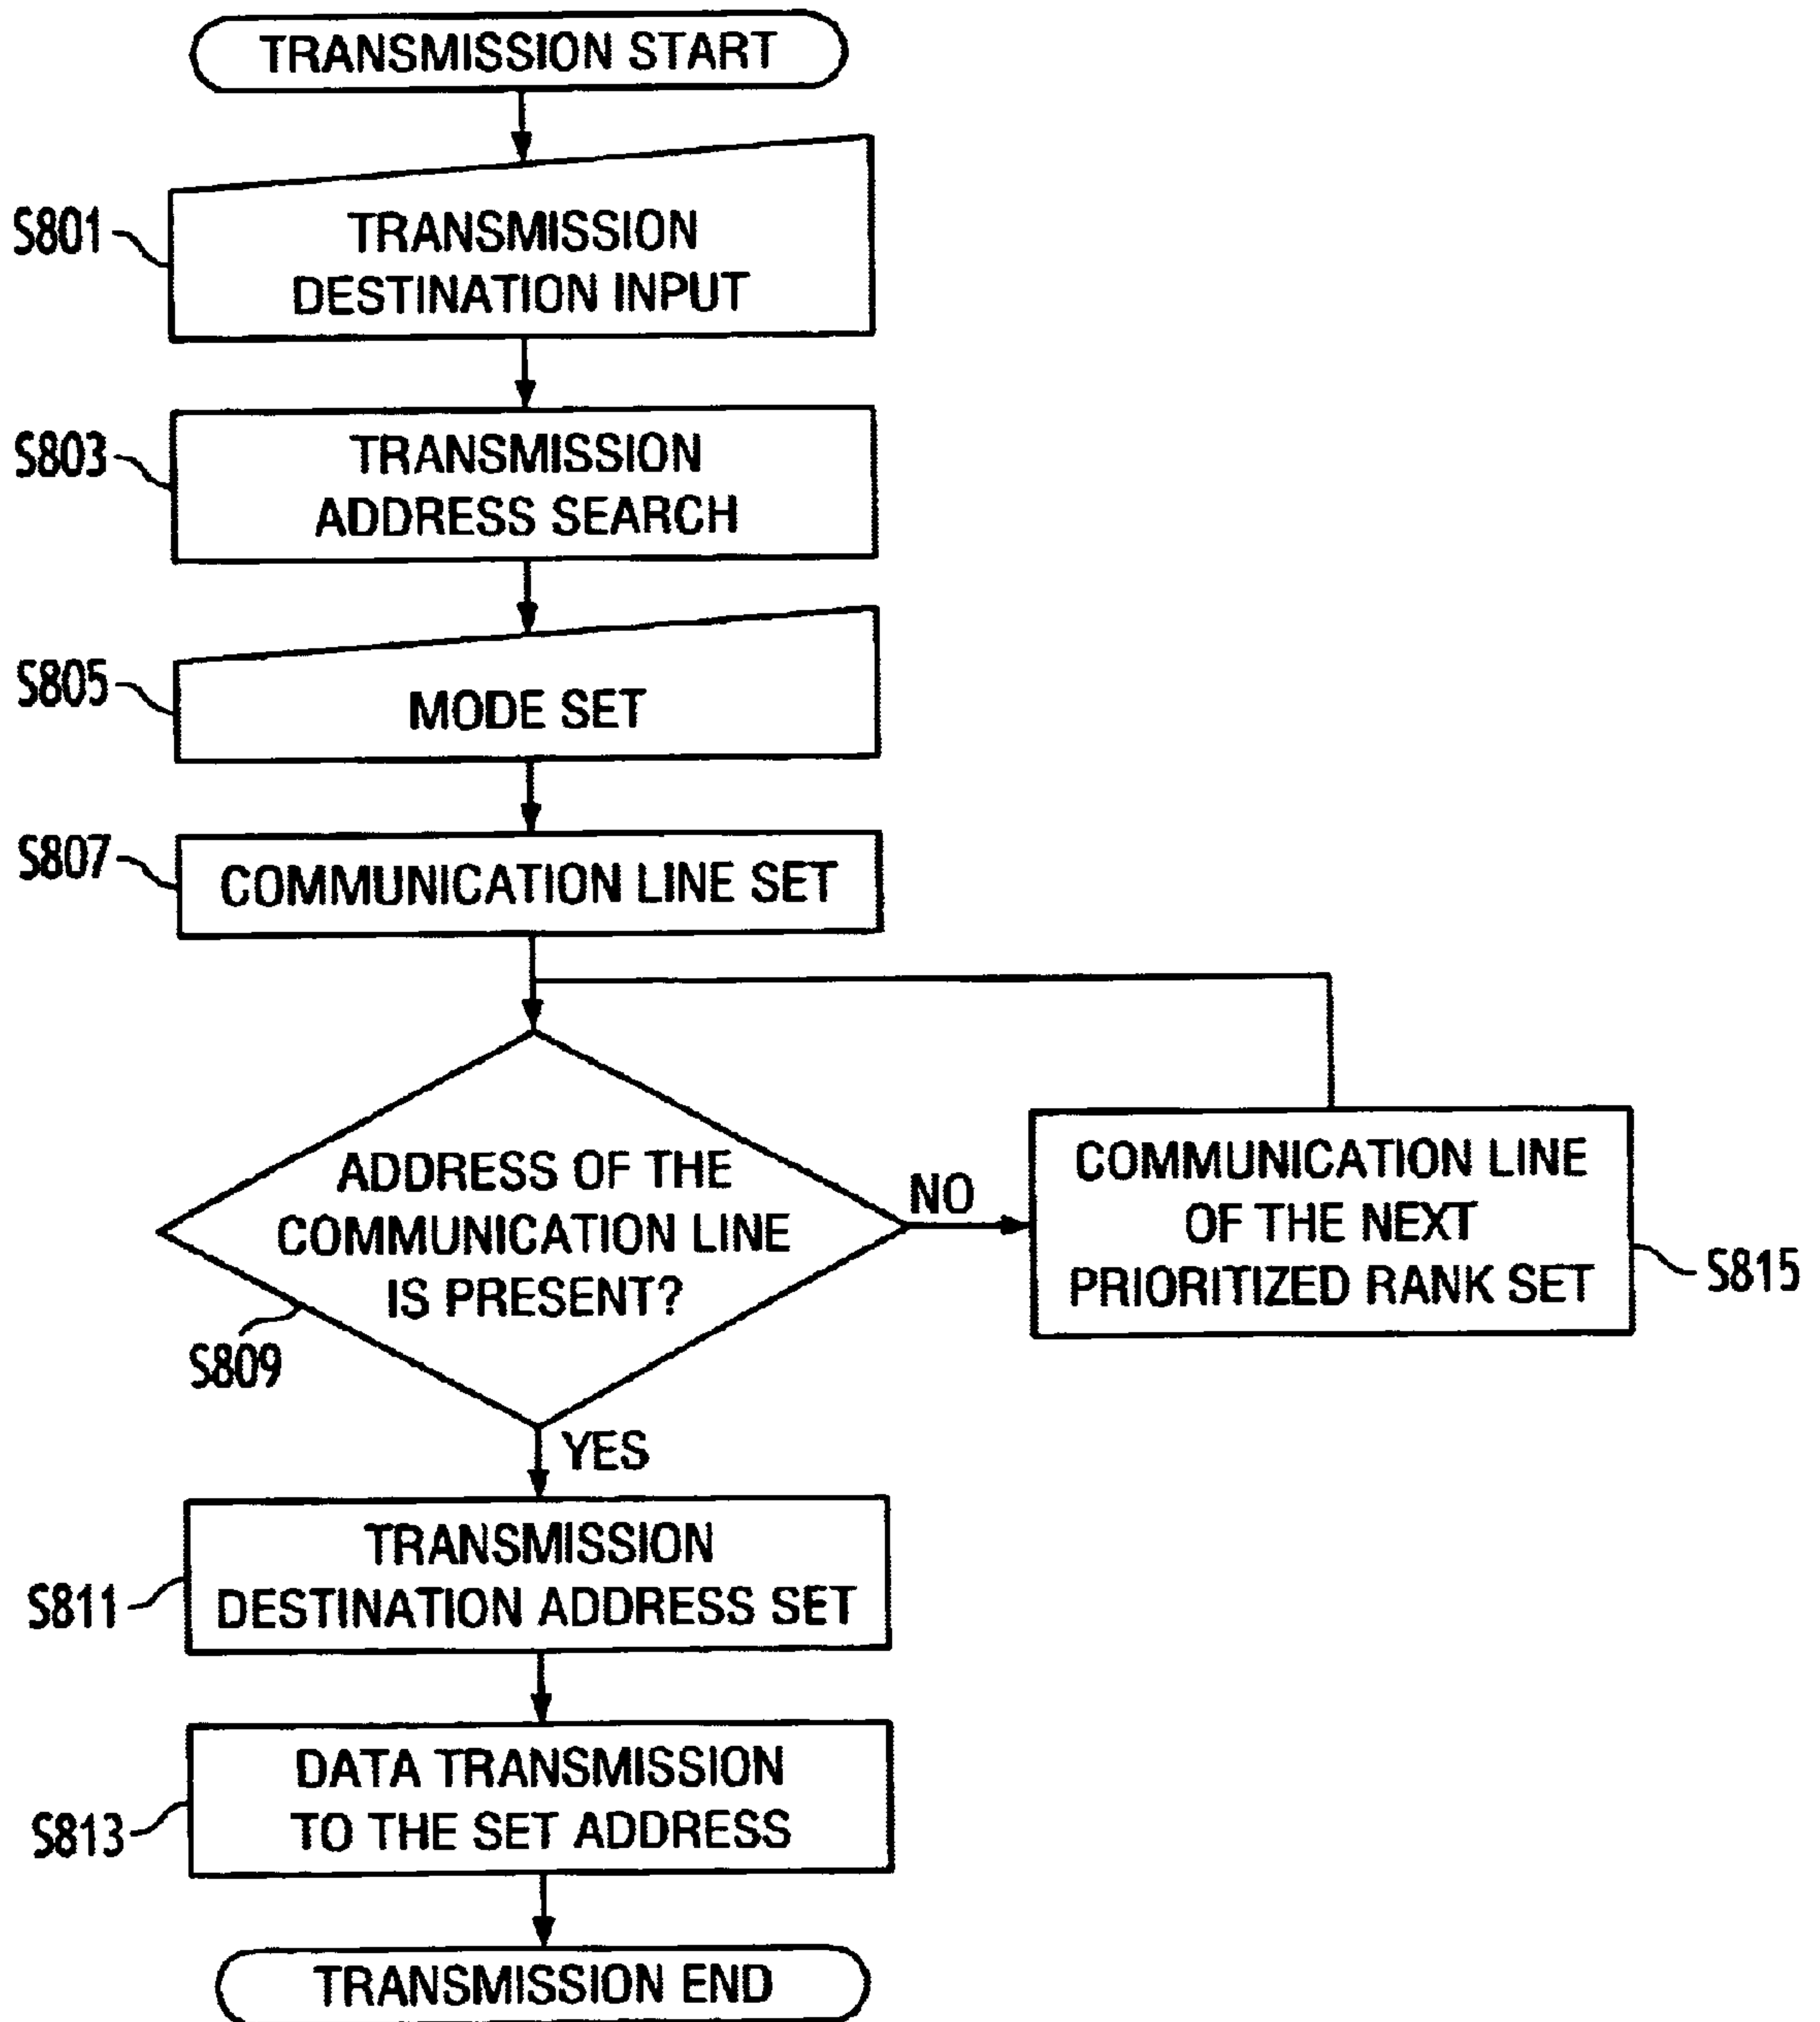 TRANSMISSION START
S801
TRANSMISSION
DESTINATION INPUT
S803
TRANSMISSION
ADDRESS SEARCH
S805
MODE SET
S807
COMMUNICATION LINE SET
ADDRESS OF THE
COMMUNICATION LINE
IS PRESENT?
S809
NO
COMMUNICATION LINE
OF THE NEXT
PRIORITIZED RANK SET
S815
YES
S811
TRANSMISSION
DESTINATION ADDRESS SET
S813
DATA TRANSMISSION
TO THE SET ADDRESS
TRANSMISSION END